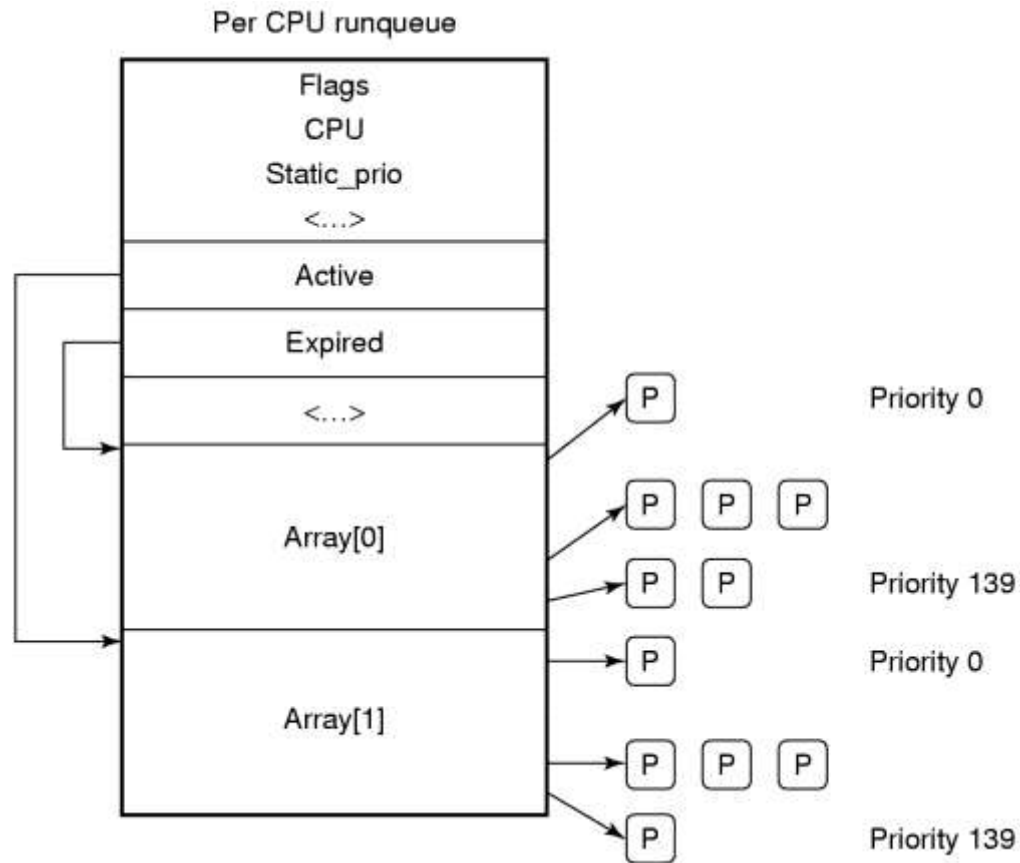 Per CPU runqueue
Flags
CPU
Static_prio
<...>
Active
Expired
<...>
P Priority 0
Array[0]
P P P
P P Priority 139
P Priority 0
Array[1]
P P P
P Priority 139